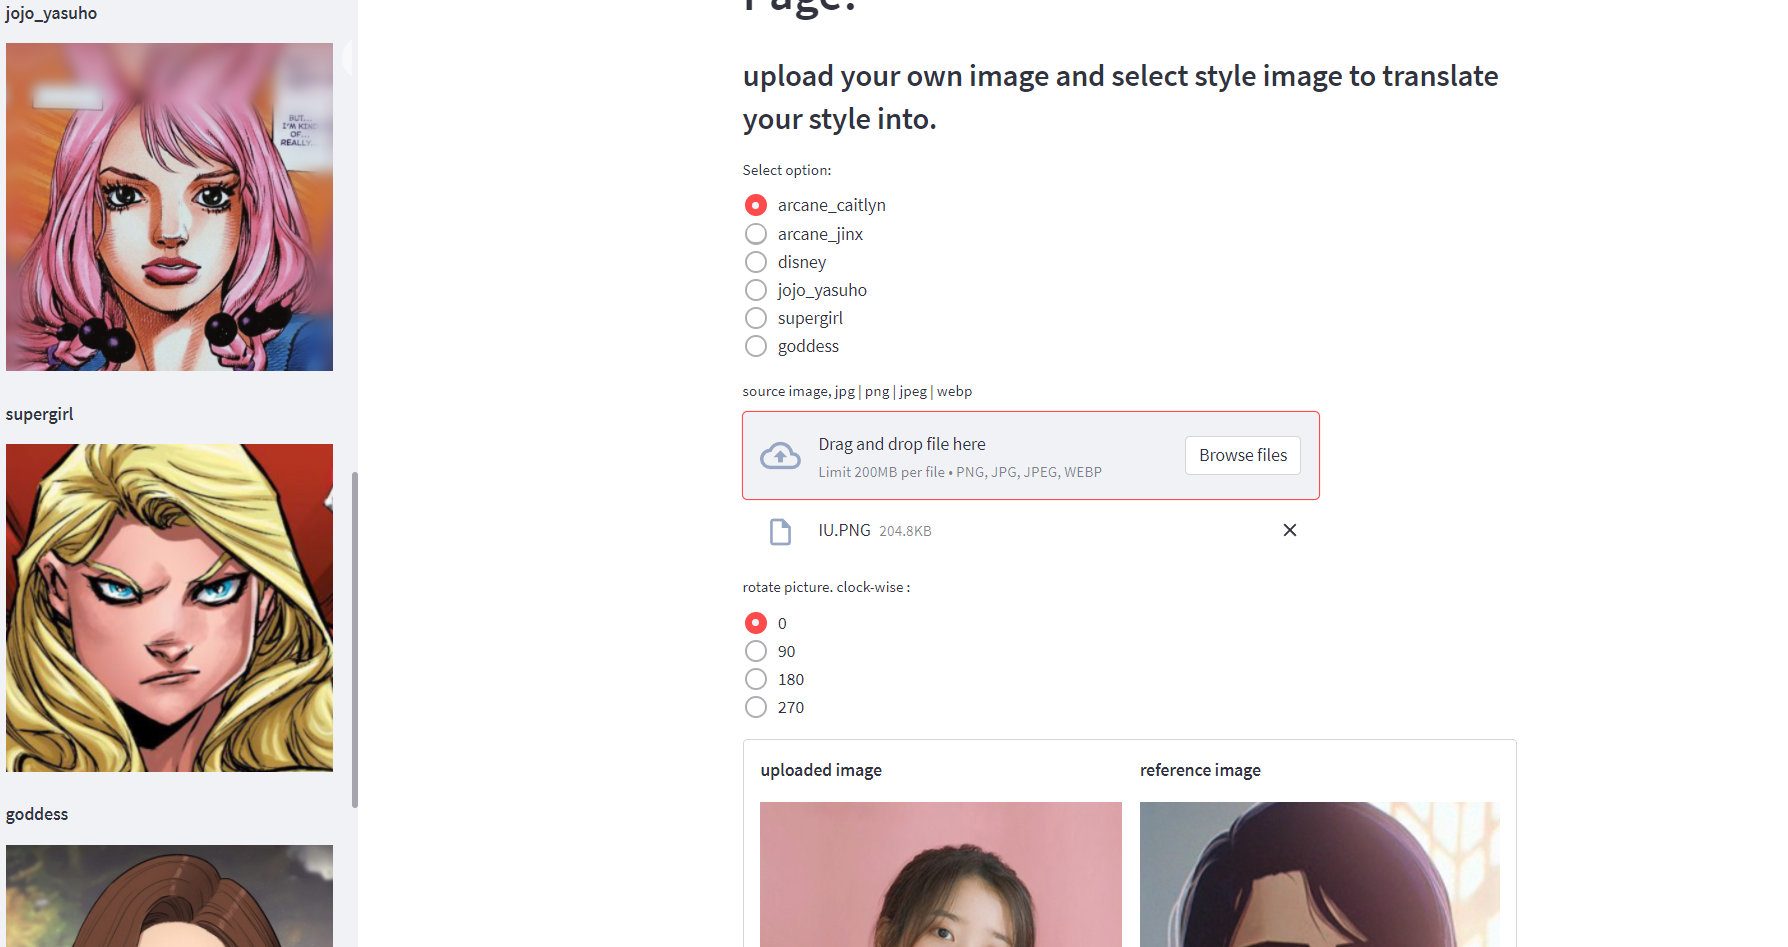 jojo_yasuho
BUT...
I'M KIND
OF...
REALLY...
supergirl
goddess
Page.
upload your own image and select style image to translate
your style into.
Select option:
arcane_caitlyn
arcane_jinx
disney
jojo_yasuho
supergirl
goddess
source image, jpg | png | jpeg | webp
Drag and drop file here
Limit 200MB per file • PNG, JPG, JPEG, WEBP
Browse files
IU.PNG 204.8KB
rotate picture. clock-wise :
0
90
180
270
uploaded image
reference image